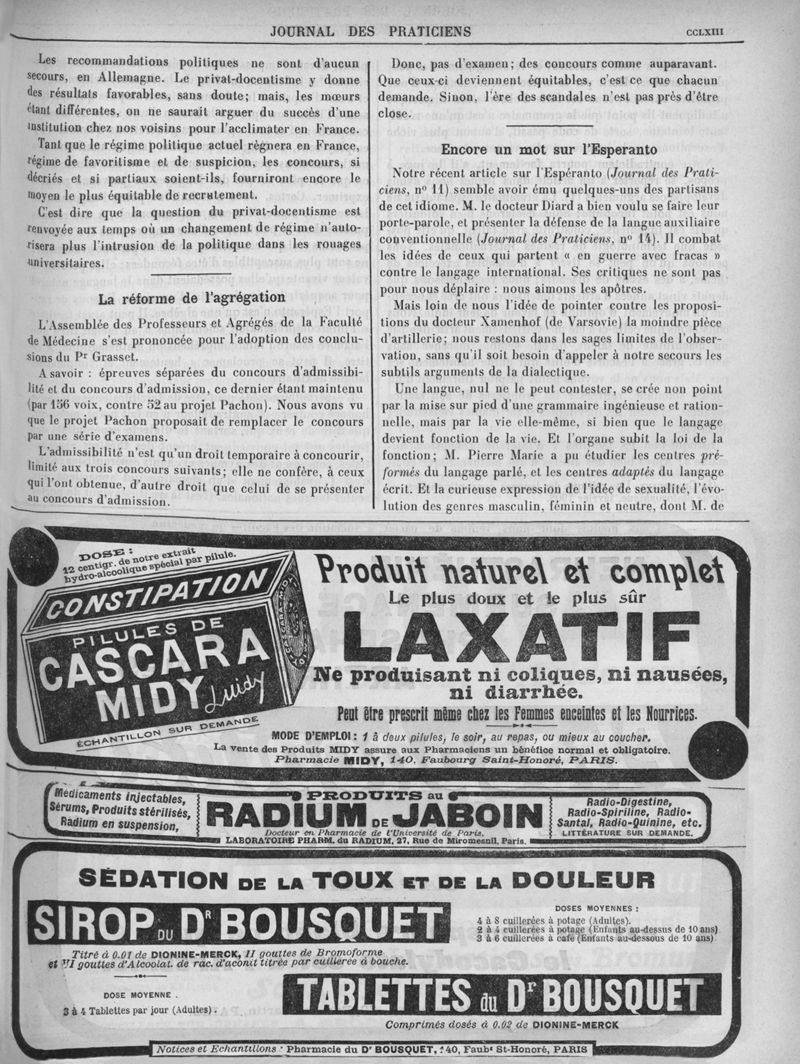 JOURNAL DES PRATICIENS
CCLXIII
Les recommandations politiques ne sont d'aucun
secours, en Allemagne. Le privat-docentisme y donne
des résultats favorables, sans doute; mais, les mœurs
étant différentes, on ne saurait arguer du succès d'une
institution chez nos voisins pour l'acclimater en France.
Tant que le régime politique actuel règnera en France,
régime de favoritisme et de suspicion, les concours, si
décriés et si partiaux soient-ils, fourniront encore le
moyen le plus équitable de recrutement.
C'est dire que la question du privat-docentisme est
renvoyée aux temps où un changement de régime n'auto-
risera plus l'intrusion de la politique dans les rouages
universitaires.
La réforme de l'agrégation
L'Assemblée des Professeurs et Agrégés de la Faculté
de Médecine s'est prononcée pour l'adoption des conclu-
sions du Pr Grasset.
A savoir : épreuves séparées du concours d'admissibi-
lité et du concours d'admission, ce dernier étant maintenu
(par 156 voix, contre 52 au projet Pachon). Nous avons vu
que le projet Pachon proposait de remplacer le concours
par une série d'examens.
L'admissibilité n'est qu'un droit temporaire à concourir,
limité aux trois concours suivants; elle ne confère, à ceux
qui l'ont obtenue, d'autre droit que celui de se présenter
au concours d'admission.
Donc, pas d'examen; des concours comme auparavant.
Que ceux-ci deviennent équitables, c'est ce que chacun
demande. Sinon, l'ère des scandales n'est pas près d'être
close.
Encore un mot sur l'Esperanto
Notre récent article sur l'Espéranto (Journal des Prati-
ciens, n° 11) semble avoir ému quelques-uns des partisans
de cet idiome. M. le docteur Diard a bien voulu se faire leur
porte-parole, et présenter la défense de la langue auxiliaire
conventionnelle (Journal des Praticiens, n° 14). Il combat
les idées de ceux qui partent « en guerre avec fracas »
contre le langage international. Ses critiques ne sont pas
pour nous déplaire : nous aimons les apôtres.
Mais loin de nous l'idée de pointer contre les proposi-
tions du docteur Xamenhof (de Varsovie) la moindre pièce
d'artillerie; nous restons dans les sages limites de l'obser-
vation, sans qu'il soit besoin d'appeler à notre secours les
subtils arguments de la dialectique.
Une langue, nul ne le peut contester, se crée non point
par la mise sur pied d'une grammaire ingénieuse et ration-
nelle, mais par la vie elle-même, si bien que le langage
devient fonction de la vie. Et l'organe subit la loi de la
fonction; M. Pierre Marie a pu étudier les centres pré-
formés du langage parlé, et les centres adaptés du langage
écrit. Et la curieuse expression de l'idée de sexualité, l'évo-
lution des genres masculin, féminin et neutre, dont M. de
DOSE :
12 centigr. de notre extrait
hydro-alcoolique spécial par pilule.
CONSTIPATION
PILULES DE
CASCARA
MIDY
Luidy
CASCARA MIDY
ÉCHANTILLON SUR DEMANDE
Produit naturel et complet
Le plus doux et le plus sûr
LAXATIF
Ne produisant ni coliques, ni nausées,
ni diarrhée.
Peut être prescrit même chez les Femmes enceintes et les Nourrices.
MODE D'EMPLOI : 1 à deux pilules, le soir, au repas, ou mieux au coucher.
La vente des Produits MIDY assure aux Pharmaciens un bénéfice normal et obligatoire.
Pharmacie MIDY, 140, Faubourg Saint-Honoré, PARIS.
Médicaments injectables,
Sérums, Produits stérilisés,
Radium en suspension,
PRODUITS au
RADIUM DE JABOIN
Docteur en Pharmacie de l'Université de Paris.
LABORATOIRE PHARM. du RADIUM, 27, Rue de Miromesnil, Paris.
Radio-Digestine,
Radio-Spiriline, Radio-
Santal, Radio-Quinine, etc.
LITTÉRATURE SUR DEMANDE.
SÉDATION DE LA TOUX ET DE LA DOULEUR
SIROP DU Dr BOUSQUET
DOSES MOYENNES :
4 à 8 cuillerées à potage (Adultes).
2 à 4 cuillerées à potage (Enfants au-dessus de 10 ans)
3 à 6 cuillerées à café (Enfants au-dessous de 10 ans)
Titré à 0.01 de DIONINE-MERCK, II gouttes de Bromoforme
et VI gouttes d'Alcoolat. de rac. d'aconit titrée par cuillerée à bouche.
DOSE MOYENNE :
3 à 4 Tablettes par jour (Adultes).
TABLETTES du Dr BOUSQUET
Comprimés dosés à 0.02 de DIONINE-MERCK
Notices et Echantillons : Pharmacie du Dr BOUSQUET, 140, Faubg St-Honoré, PARIS